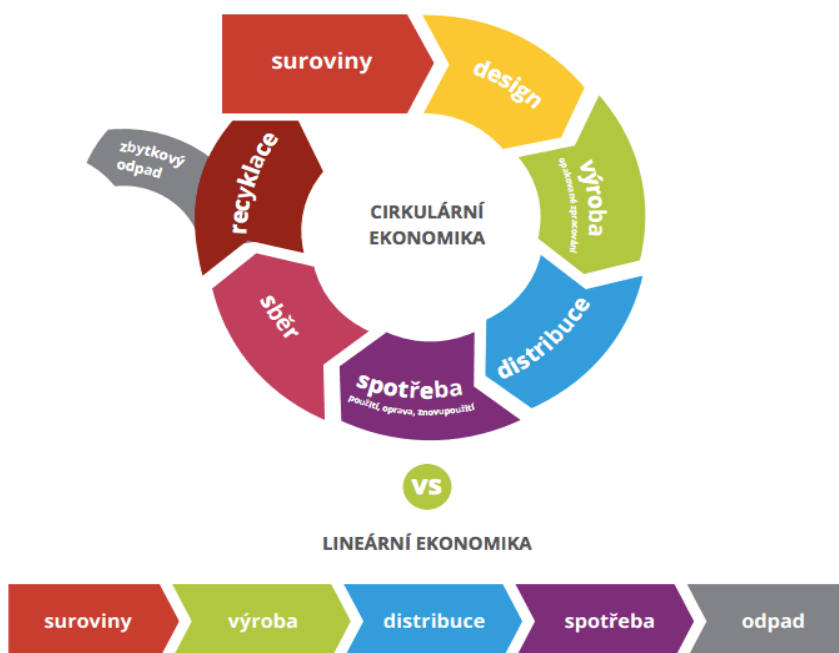 suroviny
design
výroba
opakované zpracování
distribuce
spotřeba
použití, oprava, znovupoužití
sběr
recyklace
zbytkový
odpad
CIRKULÁRNÍ
EKONOMIKA
vs
LINEÁRNÍ EKONOMIKA
suroviny
výroba
distribuce
spotřeba
odpad